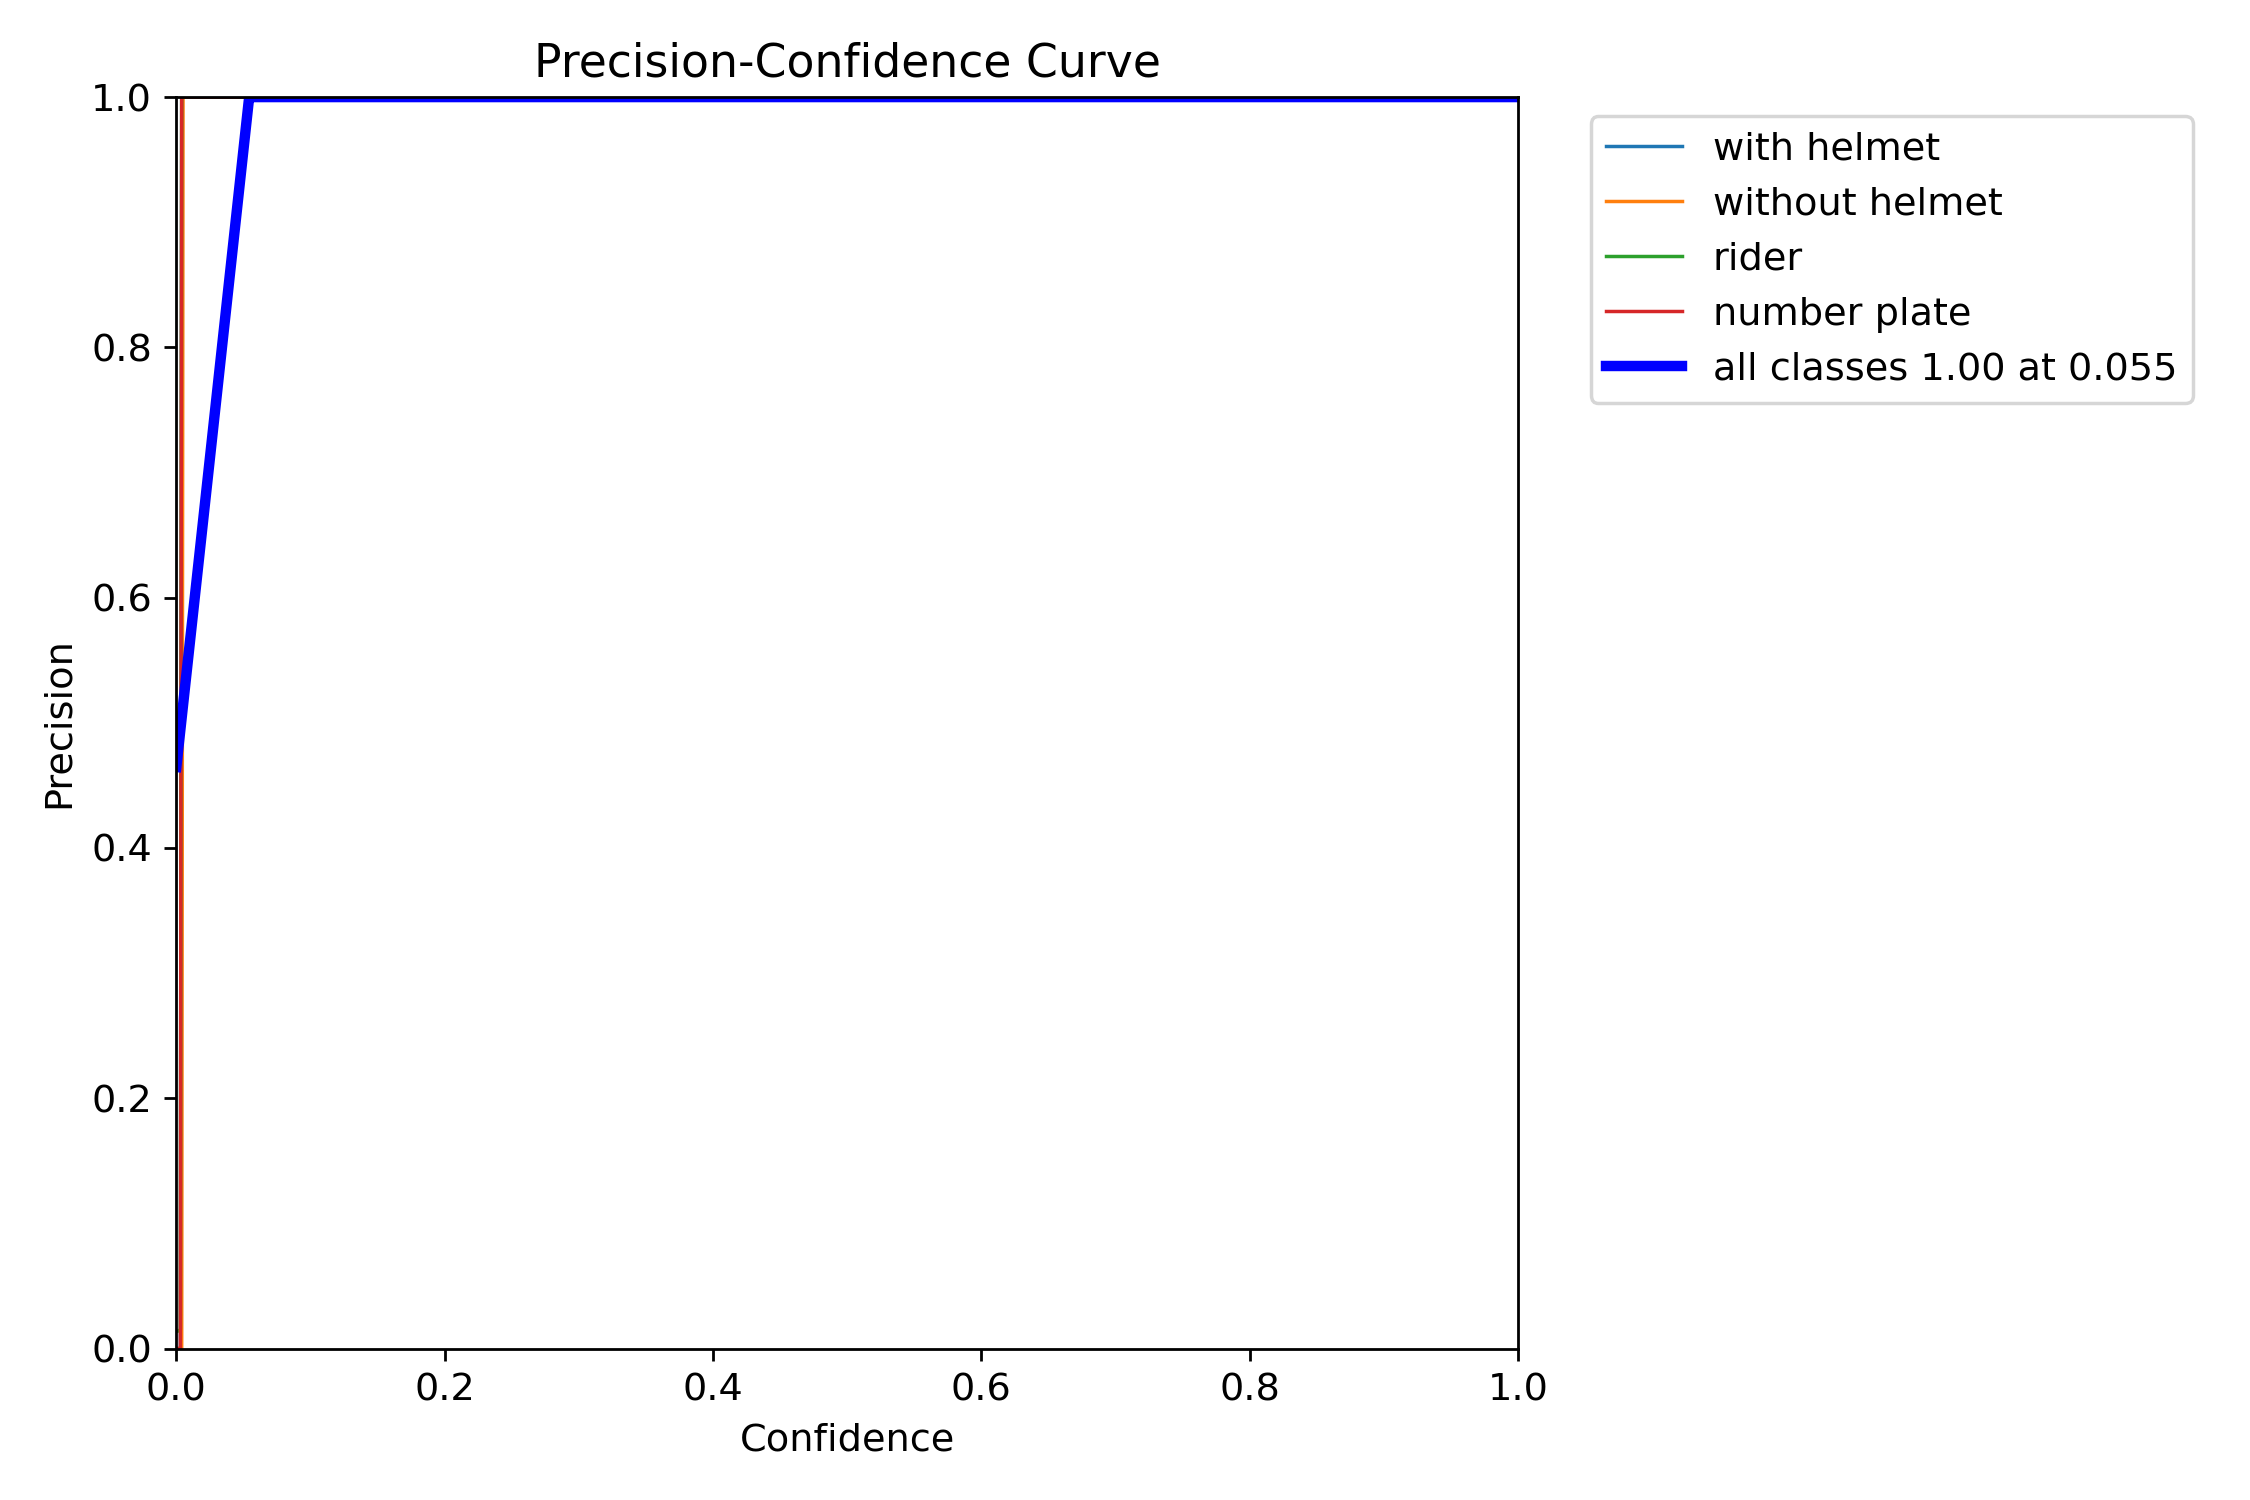 Precision-Confidence Curve
1.0
0.8
0.6
0.4
0.2
0.0
Precision
0.0 0.2 0.4 0.6 0.8 1.0
Confidence
with helmet
without helmet
rider
number plate
all classes 1.00 at 0.055